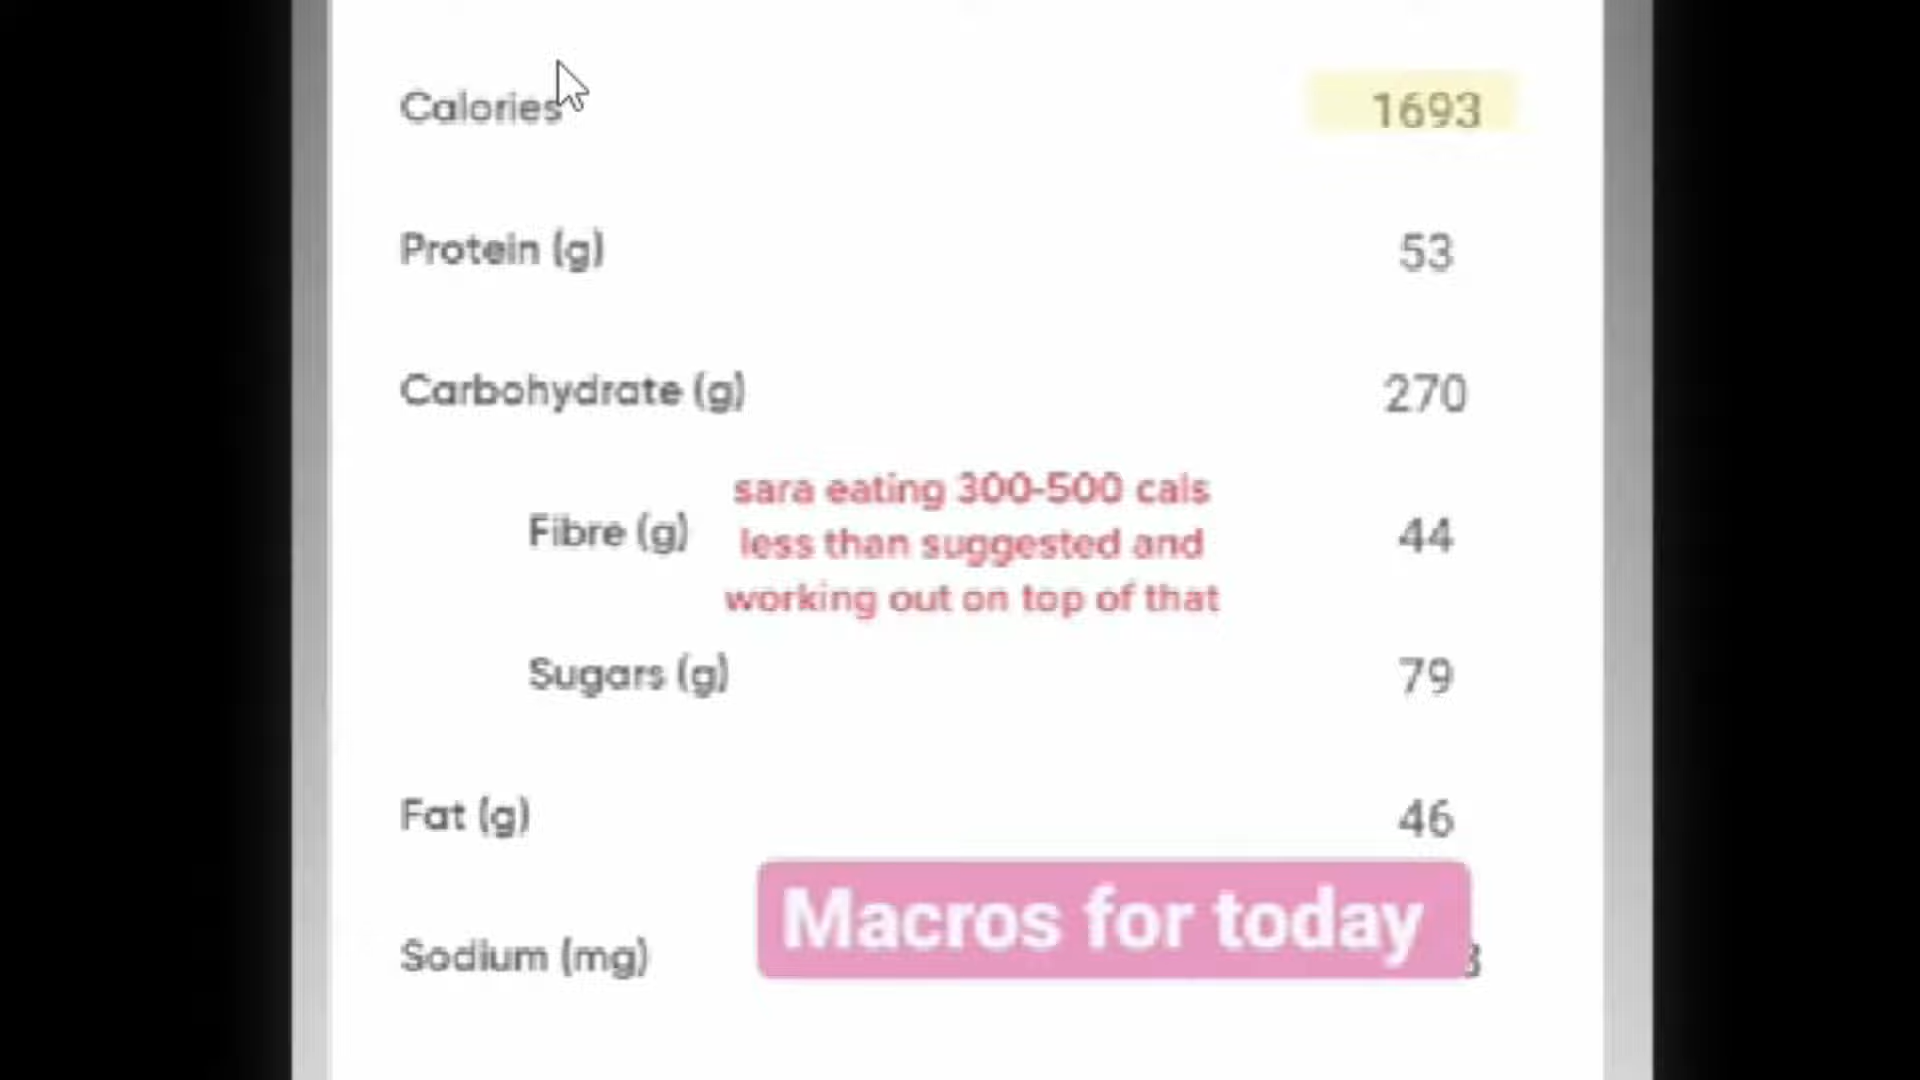 Calories 1693
Protein (g) 53
Carbohydrate (g) 270
sara eating 300-500 cals
less than suggested and
working out on top of that
Fibre (g) 44
Sugars (g) 79
Fat (g) 46
Macros for today
Sodium (mg)